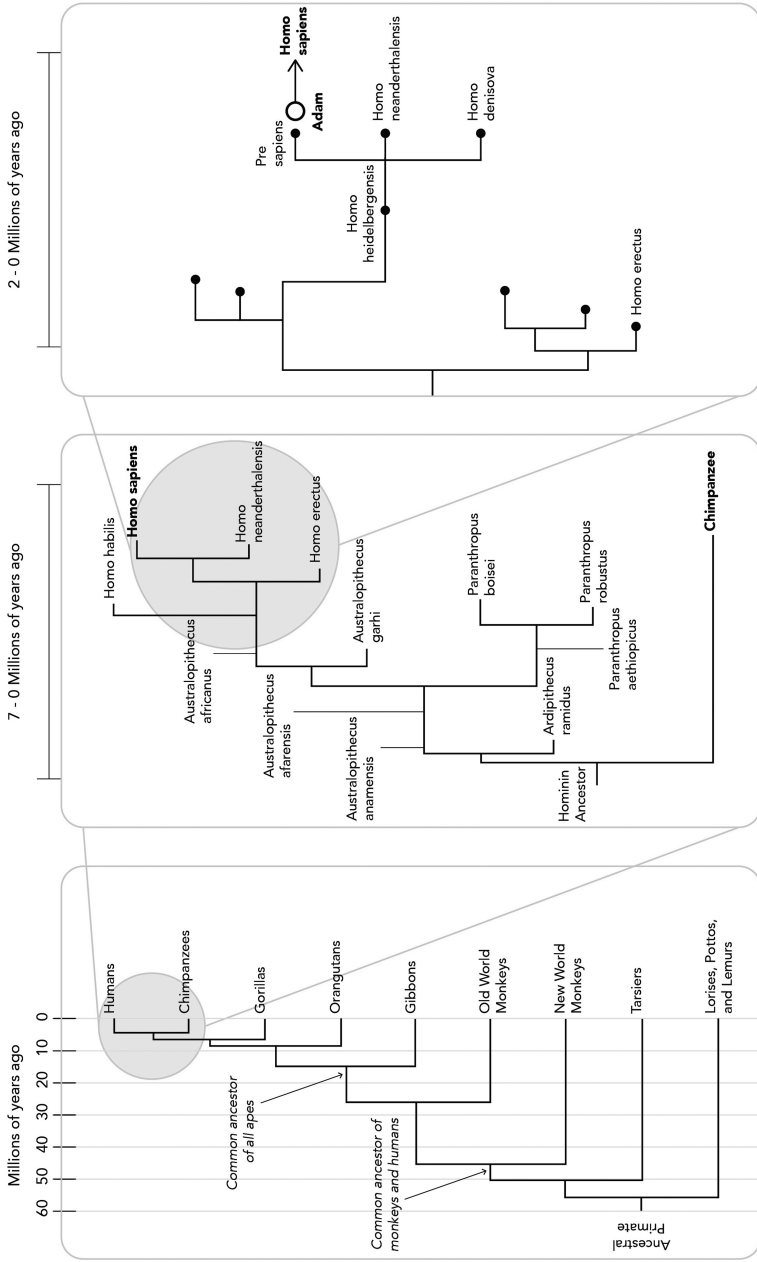 Millions of years ago
60
50
40
30
20
10
0
Humans
Chimpanzees
Gorillas
Orangutans
Gibbons
Old World
Monkeys
New World
Monkeys
Tarsiers
Lorises, Pottos,
and Lemurs
Common ancestor
of all apes
Common ancestor of
monkeys and humans
Ancestral
Primate
7 - 0 Millions of years ago
Homo habilis
Homo sapiens
Homo
neanderthalensis
Homo erectus
Australopithecus
africanus
Australopithecus
garhi
Australopithecus
afarensis
Australopithecus
anamensis
Paranthropus
boisei
Paranthropus
robustus
Paranthropus
aethiopicus
Ardipithecus
ramidus
Hominin
Ancestor
Chimpanzee
2 - 0 Millions of years ago
Pre
sapiens
Adam
Homo
sapiens
Homo
heidelbergensis
Homo
neanderthalensis
Homo
denisova
Homo erectus